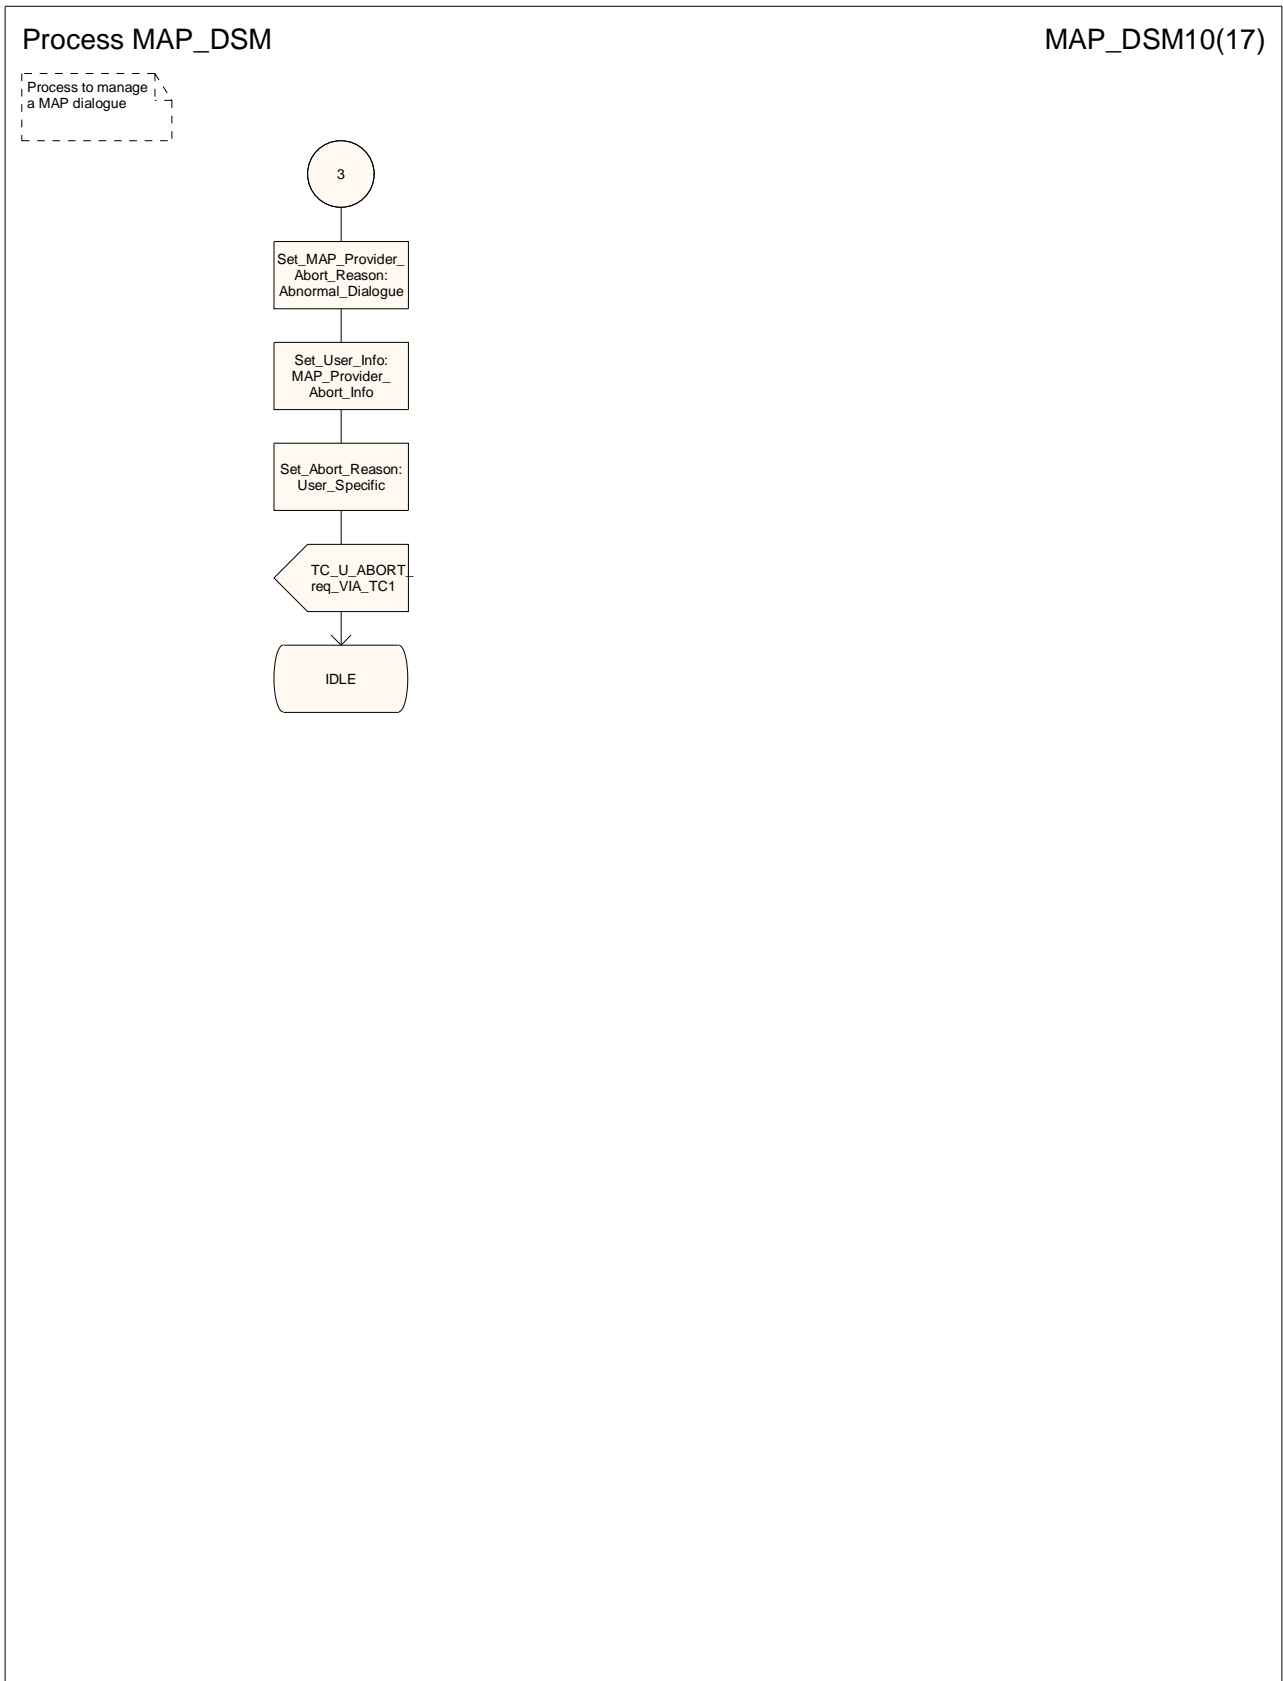 Process MAP_DSM
MAP_DSM10(17)
Process to manage
a MAP dialogue
3
Set_MAP_Provider_
Abort_Reason:
Abnormal_Dialogue
Set_User_Info:
MAP_Provider_
Abort_Info
Set_Abort_Reason:
User_Specific
TC_U_ABORT_
req_VIA_TC1
IDLE